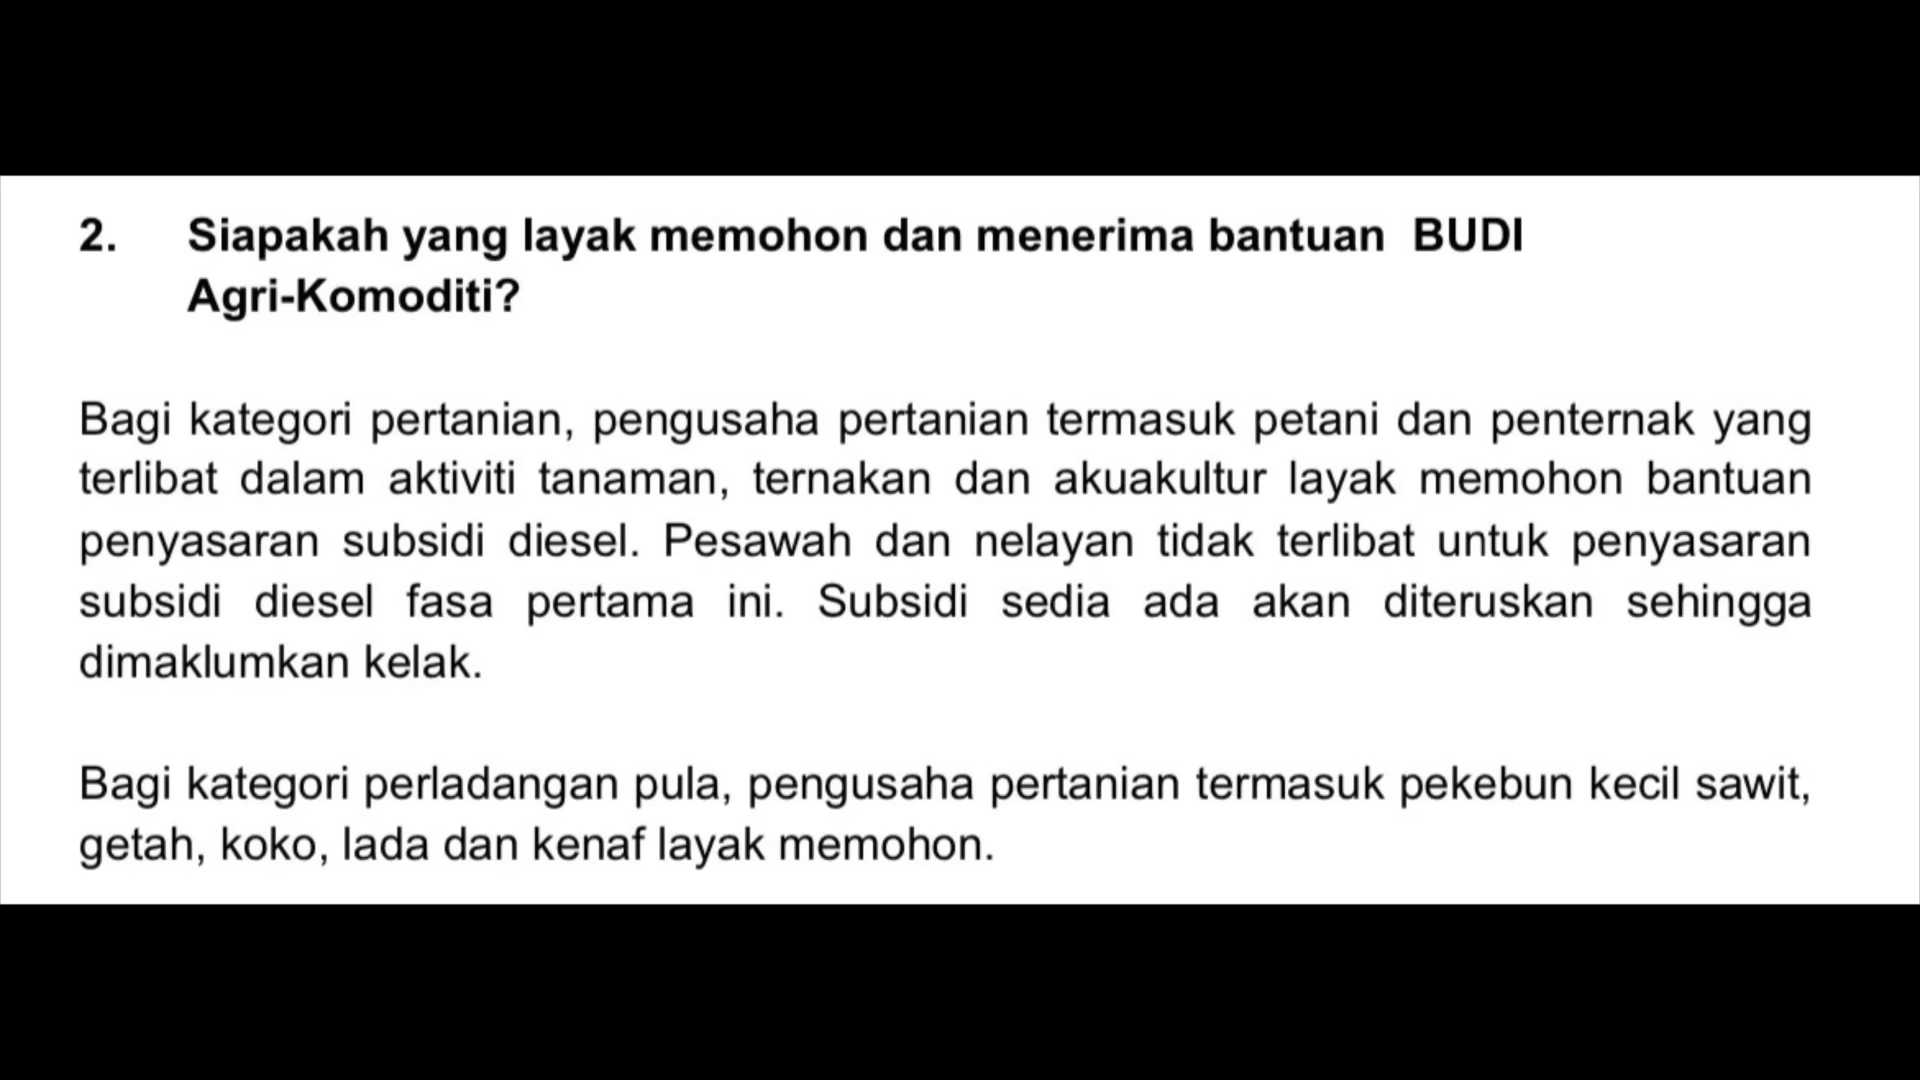 2. Siapakah yang layak memohon dan menerima bantuan BUDI
Agri-Komoditi?
Bagi kategori pertanian, pengusaha pertanian termasuk petani dan penternak yang
terlibat dalam aktiviti tanaman, ternakan dan akuakultur layak memohon bantuan
penyasaran subsidi diesel. Pesawah dan nelayan tidak terlibat untuk penyasaran
subsidi diesel fasa pertama ini. Subsidi sedia ada akan diteruskan sehingga
dimaklumkan kelak.
Bagi kategori perladangan pula, pengusaha pertanian termasuk pekebun kecil sawit,
getah, koko, lada dan kenaf layak memohon.